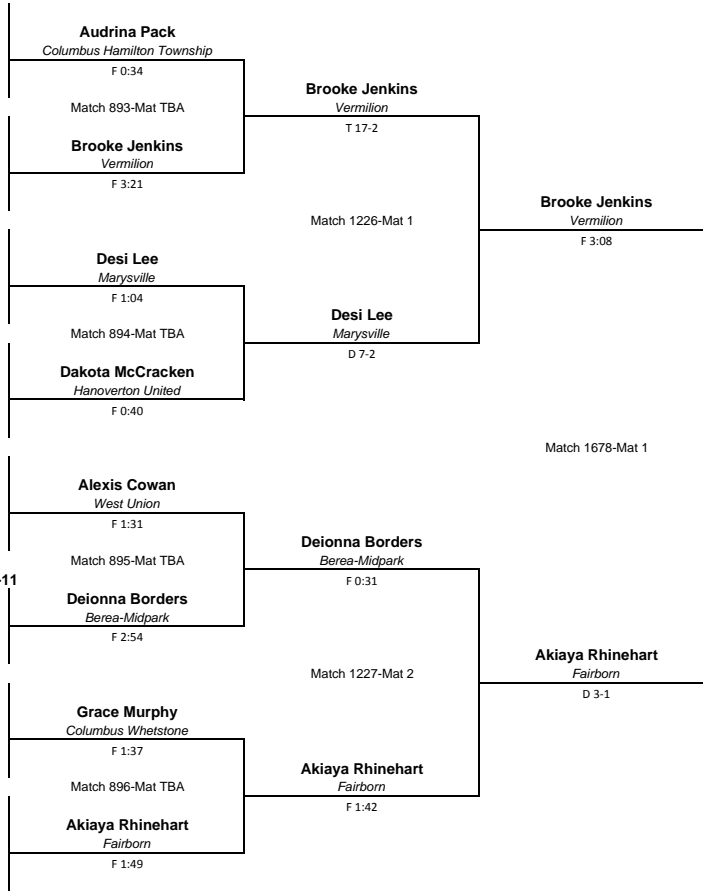 Audrina Pack
Columbus Hamilton Township
F 0:34
Match 893-Mat TBA
Brooke Jenkins
Vermilion
F 3:21
Brooke Jenkins
Vermilion
T 17-2
Match 1226-Mat 1
Desi Lee
Marysville
F 1:04
Match 894-Mat TBA
Dakota McCracken
Hanoverton United
F 0:40
Desi Lee
Marysville
D 7-2
Brooke Jenkins
Vermilion
F 3:08
Match 1678-Mat 1
Alexis Cowan
West Union
F 1:31
Match 895-Mat TBA
-11
Deionna Borders
Berea-Midpark
F 2:54
Deionna Borders
Berea-Midpark
F 0:31
Match 1227-Mat 2
Grace Murphy
Columbus Whetstone
F 1:37
Match 896-Mat TBA
Akiaya Rhinehart
Fairborn
F 1:49
Akiaya Rhinehart
Fairborn
F 1:42
Akiaya Rhinehart
Fairborn
D 3-1